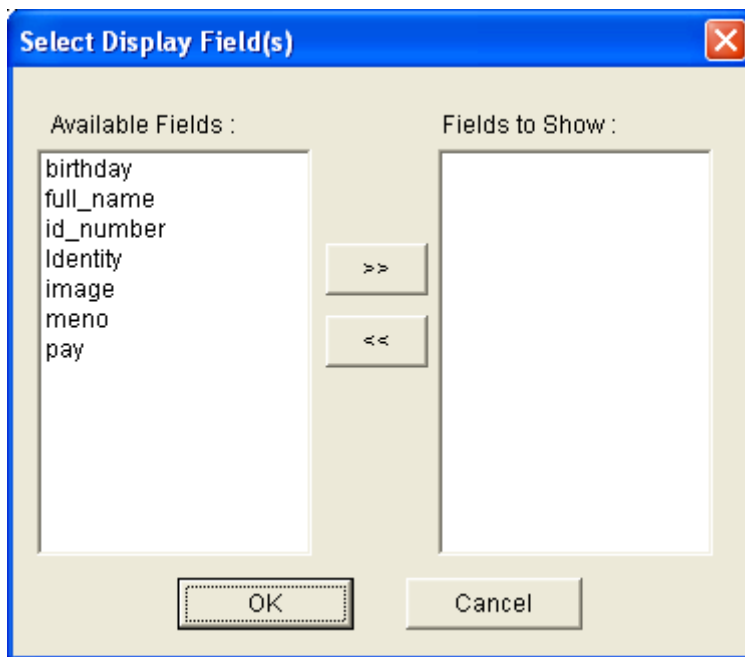 Select Display Field(s)
Available Fields :
Fields to Show :
birthday
full_name
id_number
Identity
image
meno
pay
>>
<<
OK
Cancel